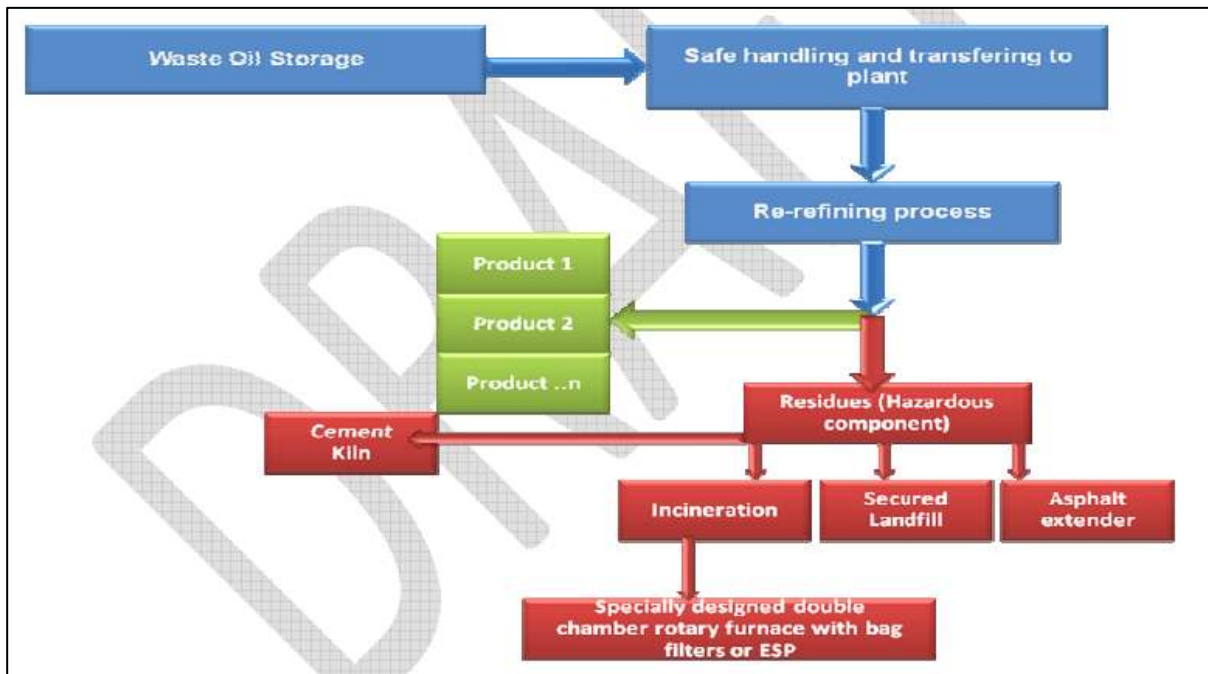 Waste Oil Storage
Safe handling and transfering to
plant
Re-refining process
Product 1
Product 2
Product ..n
Residues (Hazardous
component)
Cement
Kiln
Incineration
Secured
Landfill
Asphalt
extender
Specially designed double
chamber rotary furnace with bag
filters or ESP